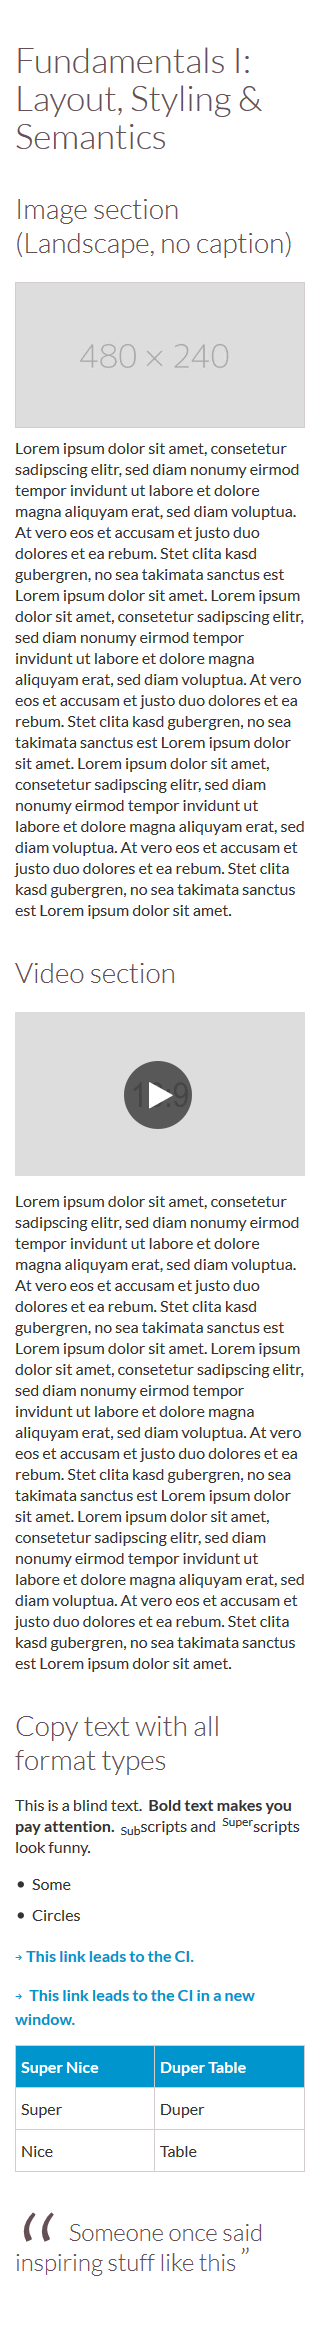 Fundamentals I:
Layout, Styling &
Semantics
Image section
(Landscape, no caption)
480 × 240
Lorem ipsum dolor sit amet, consetetur
sadipscing elitr, sed diam nonumy eirmod
tempor invidunt ut labore et dolore
magna aliquyam erat, sed diam voluptua.
At vero eos et accusam et justo duo
dolores et ea rebum. Stet clita kasd
gubergren, no sea takimata sanctus est
Lorem ipsum dolor sit amet. Lorem ipsum
dolor sit amet, consetetur sadipscing elitr,
sed diam nonumy eirmod tempor
invidunt ut labore et dolore magna
aliquyam erat, sed diam voluptua. At vero
eos et accusam et justo duo dolores et ea
rebum. Stet clita kasd gubergren, no sea
takimata sanctus est Lorem ipsum dolor
sit amet. Lorem ipsum dolor sit amet,
consetetur sadipscing elitr, sed diam
nonumy eirmod tempor invidunt ut
labore et dolore magna aliquyam erat, sed
diam voluptua. At vero eos et accusam et
justo duo dolores et ea rebum. Stet clita
kasd gubergren, no sea takimata sanctus
est Lorem ipsum dolor sit amet.
Video section
16:9
Lorem ipsum dolor sit amet, consetetur
sadipscing elitr, sed diam nonumy eirmod
tempor invidunt ut labore et dolore
magna aliquyam erat, sed diam voluptua.
At vero eos et accusam et justo duo
dolores et ea rebum. Stet clita kasd
gubergren, no sea takimata sanctus est
Lorem ipsum dolor sit amet. Lorem ipsum
dolor sit amet, consetetur sadipscing elitr,
sed diam nonumy eirmod tempor
invidunt ut labore et dolore magna
aliquyam erat, sed diam voluptua. At vero
eos et accusam et justo duo dolores et ea
rebum. Stet clita kasd gubergren, no sea
takimata sanctus est Lorem ipsum dolor
sit amet. Lorem ipsum dolor sit amet,
consetetur sadipscing elitr, sed diam
nonumy eirmod tempor invidunt ut
labore et dolore magna aliquyam erat, sed
diam voluptua. At vero eos et accusam et
justo duo dolores et ea rebum. Stet clita
kasd gubergren, no sea takimata sanctus
est Lorem ipsum dolor sit amet.
Copy text with all
format types
This is a blind text. Bold text makes you
pay attention. Subscripts and Superscripts
look funny.
• Some
• Circles
→ This link leads to the CI.
→ This link leads to the CI in a new
window.
Super Nice Duper Table
Super Duper
Nice Table
“ Someone once said
inspiring stuff like this ”